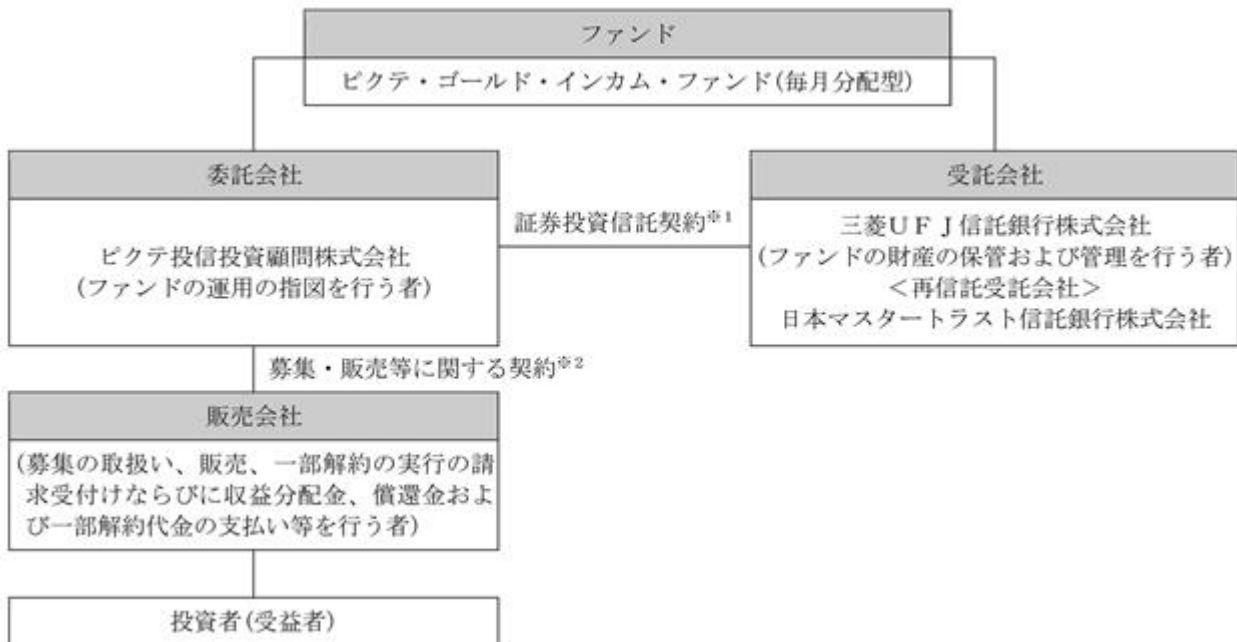 ファンド
ピクテ・ゴールド・インカム・ファンド(毎月分配型)
委託会社
ピクテ投信投資顧問株式会社
(ファンドの運用の指図を行う者)
証券投資信託契約※1
受託会社
三菱UFJ信託銀行株式会社
(ファンドの財産の保管および管理を行う者)
<再信託受託会社>
日本マスタートラスト信託銀行株式会社
募集・販売等に関する契約※2
販売会社
(募集の取扱い、販売、一部解約の実行の請
求受付けならびに収益分配金、償還金およ
び一部解約代金の支払い等を行う者)
投資者(受益者)